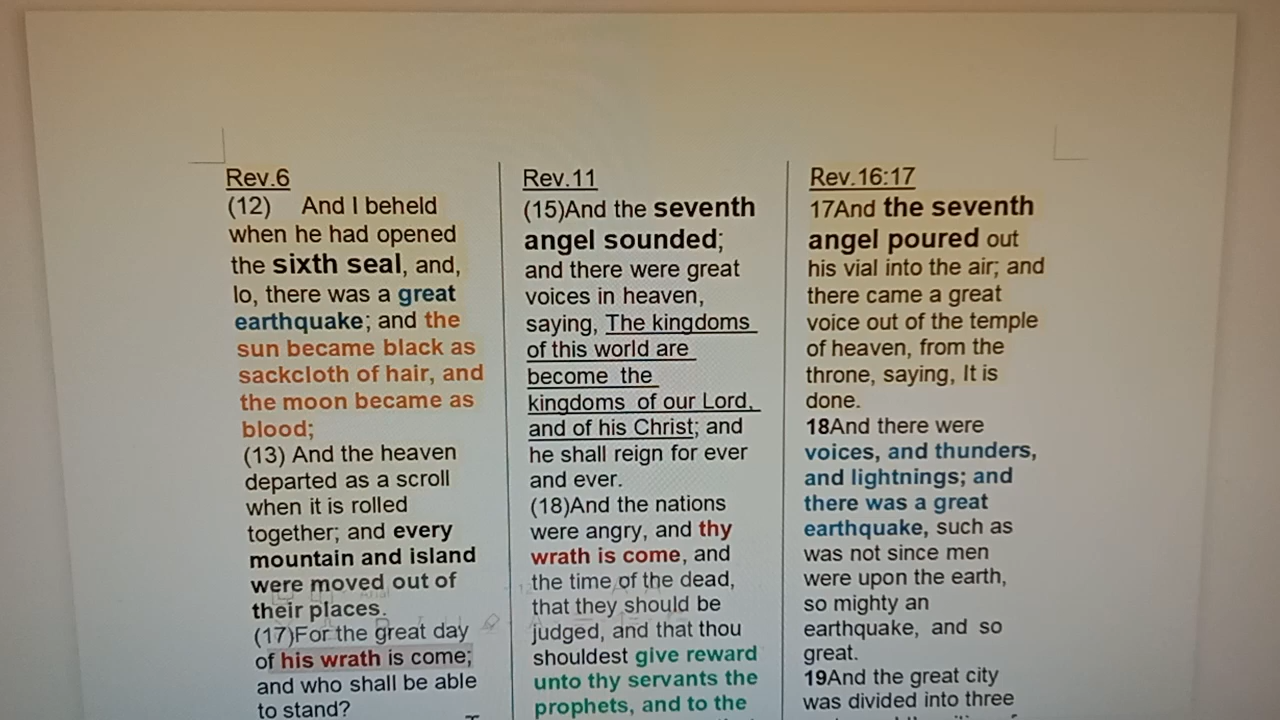 Rev.6
(12) And I beheld
when he had opened
the sixth seal, and,
lo, there was a great
earthquake; and the
sun became black as
sackcloth of hair, and
the moon became as
blood;
(13) And the heaven
departed as a scroll
when it is rolled
together; and every
mountain and island
were moved out of
their places.
(17)For the great day
of his wrath is come;
and who shall be able
to stand?
Rev.11
(15)And the seventh
angel sounded;
and there were great
voices in heaven,
saying, The kingdoms
of this world are
become the
kingdoms of our Lord,
and of his Christ; and
he shall reign for ever
and ever.
(18)And the nations
were angry, and thy
wrath is come, and
the time of the dead,
that they should be
judged, and that thou
shouldest give reward
unto thy servants the
prophets, and to the
Rev.16:17
17And the seventh
angel poured out
his vial into the air; and
there came a great
voice out of the temple
of heaven, from the
throne, saying, It is
done.
18And there were
voices, and thunders,
and lightnings; and
there was a great
earthquake, such as
was not since men
were upon the earth,
so mighty an
earthquake, and so
great.
19And the great city
was divided into three